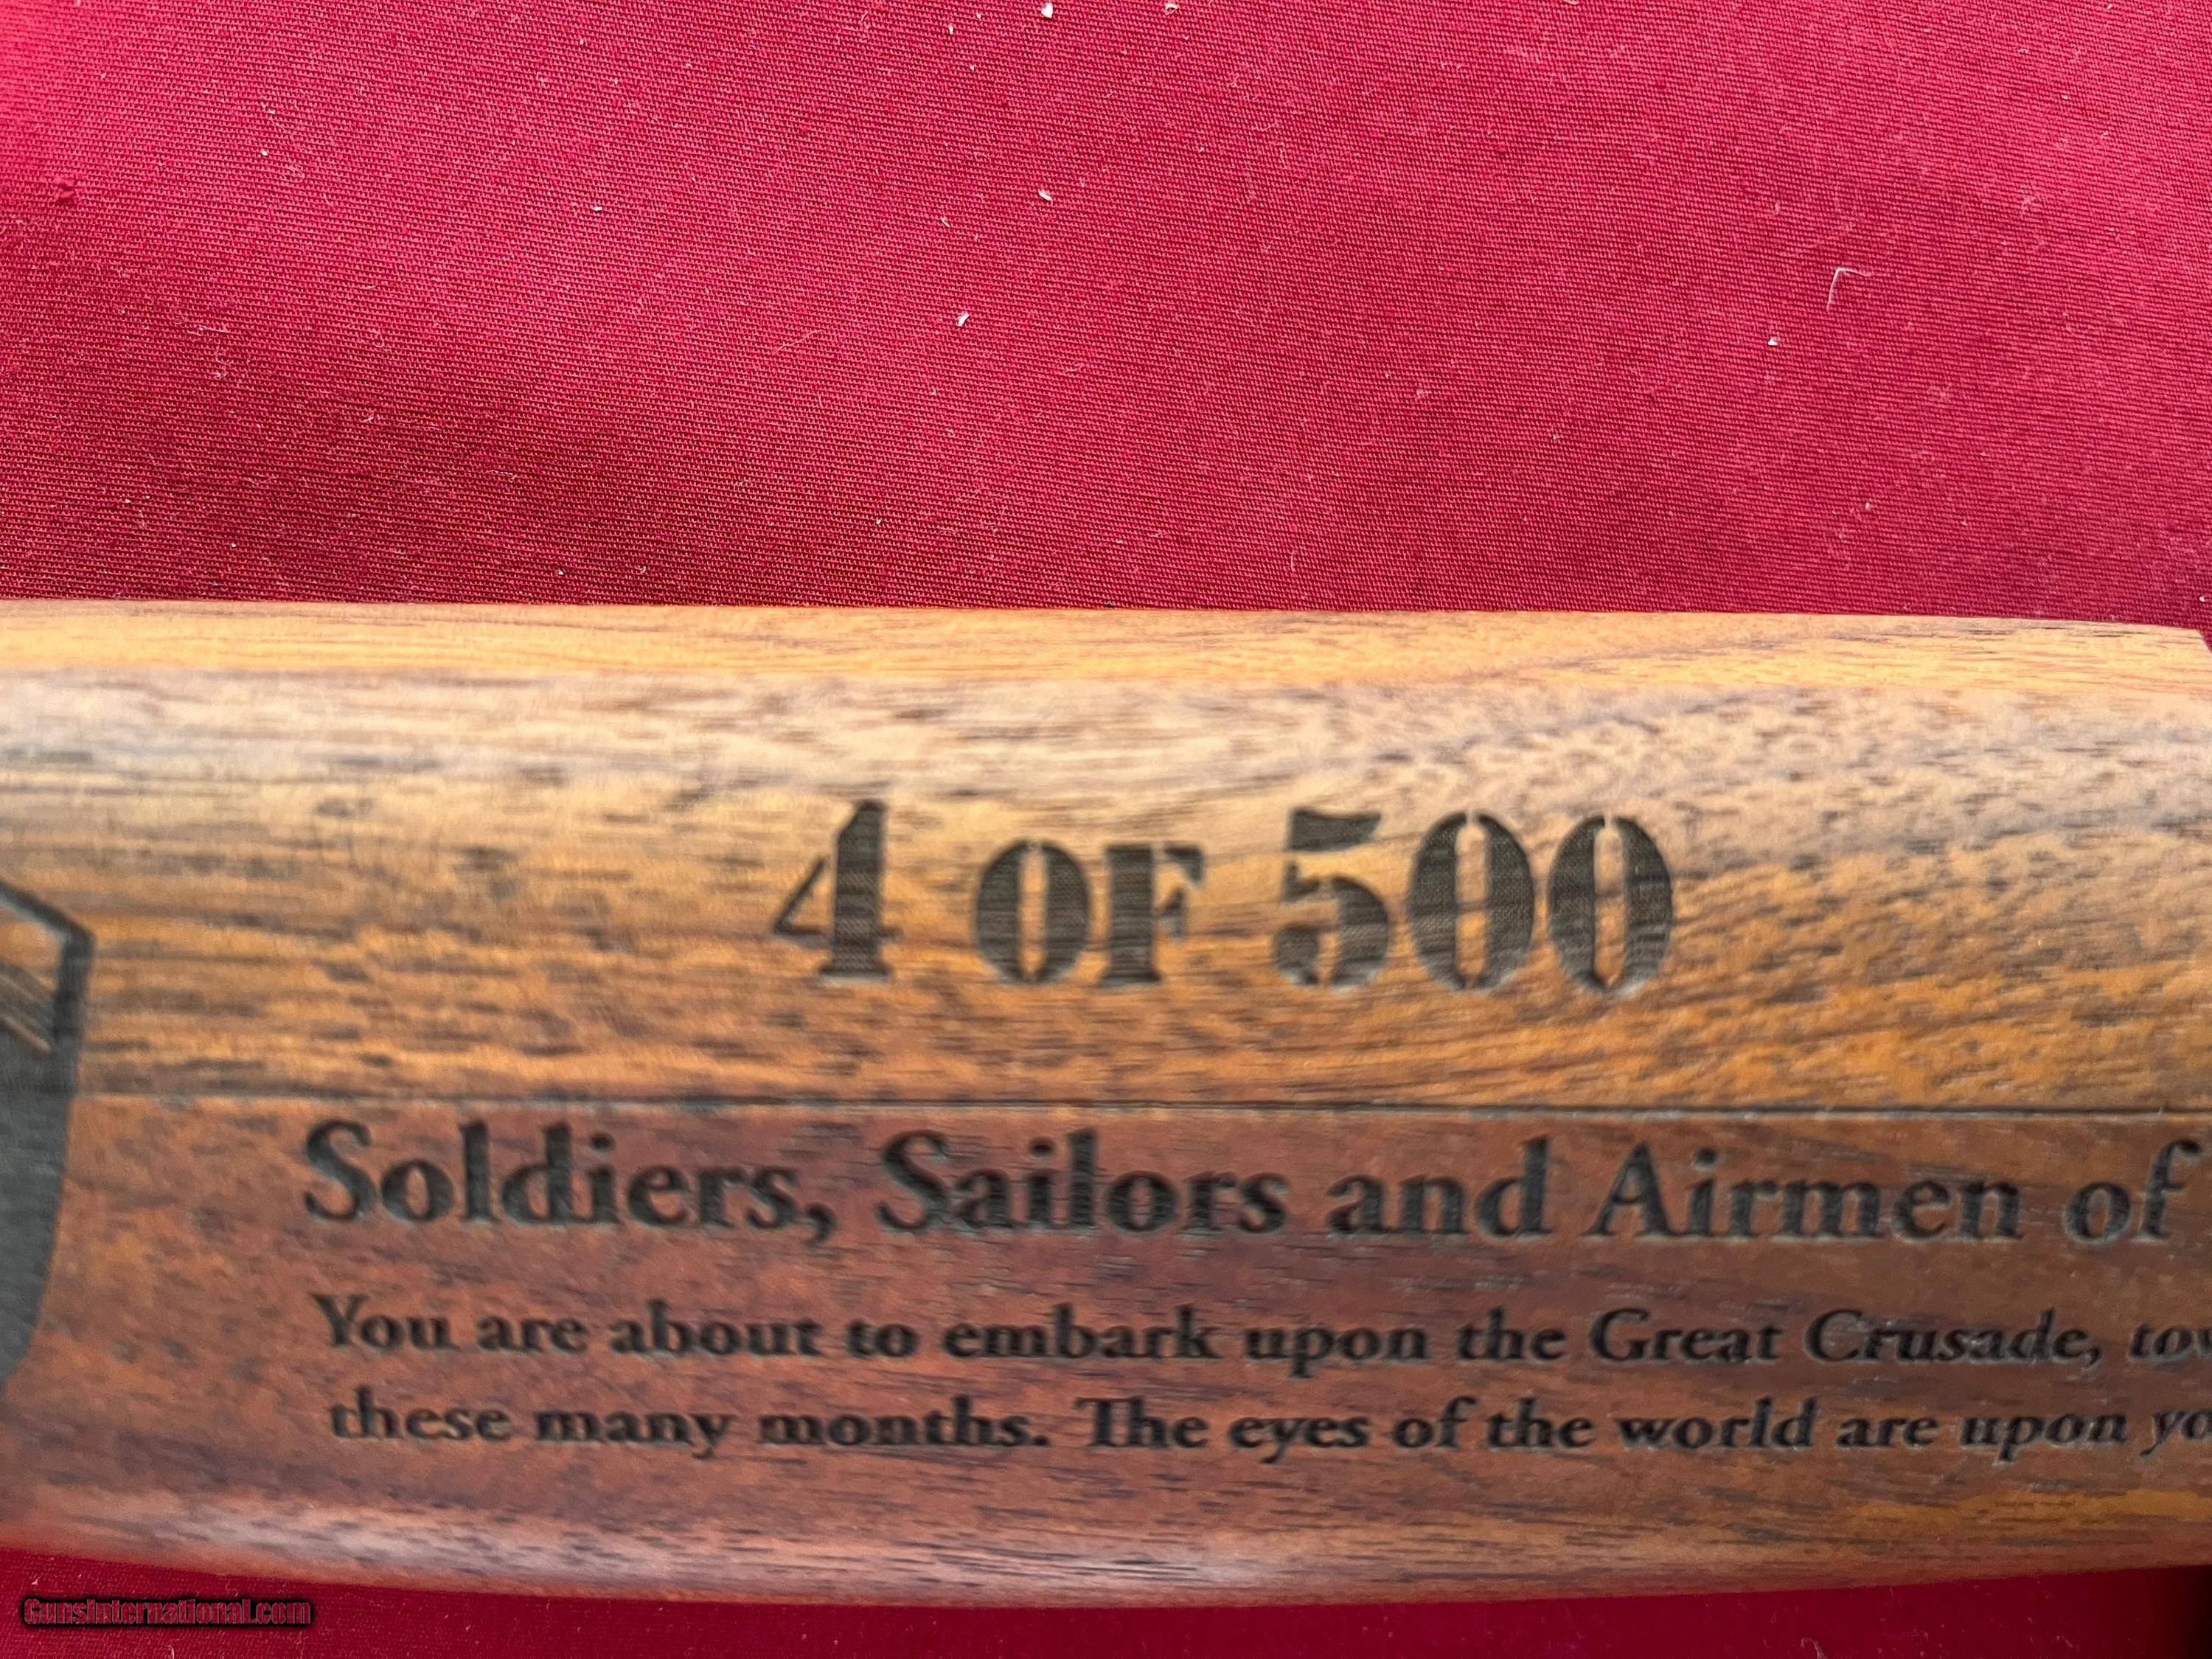 4 OF 500
Soldiers, Sailors and Airmen of
You are about to embark upon the Great Crusade,
these many months. The eyes of the world are upon
GunsInternational.com